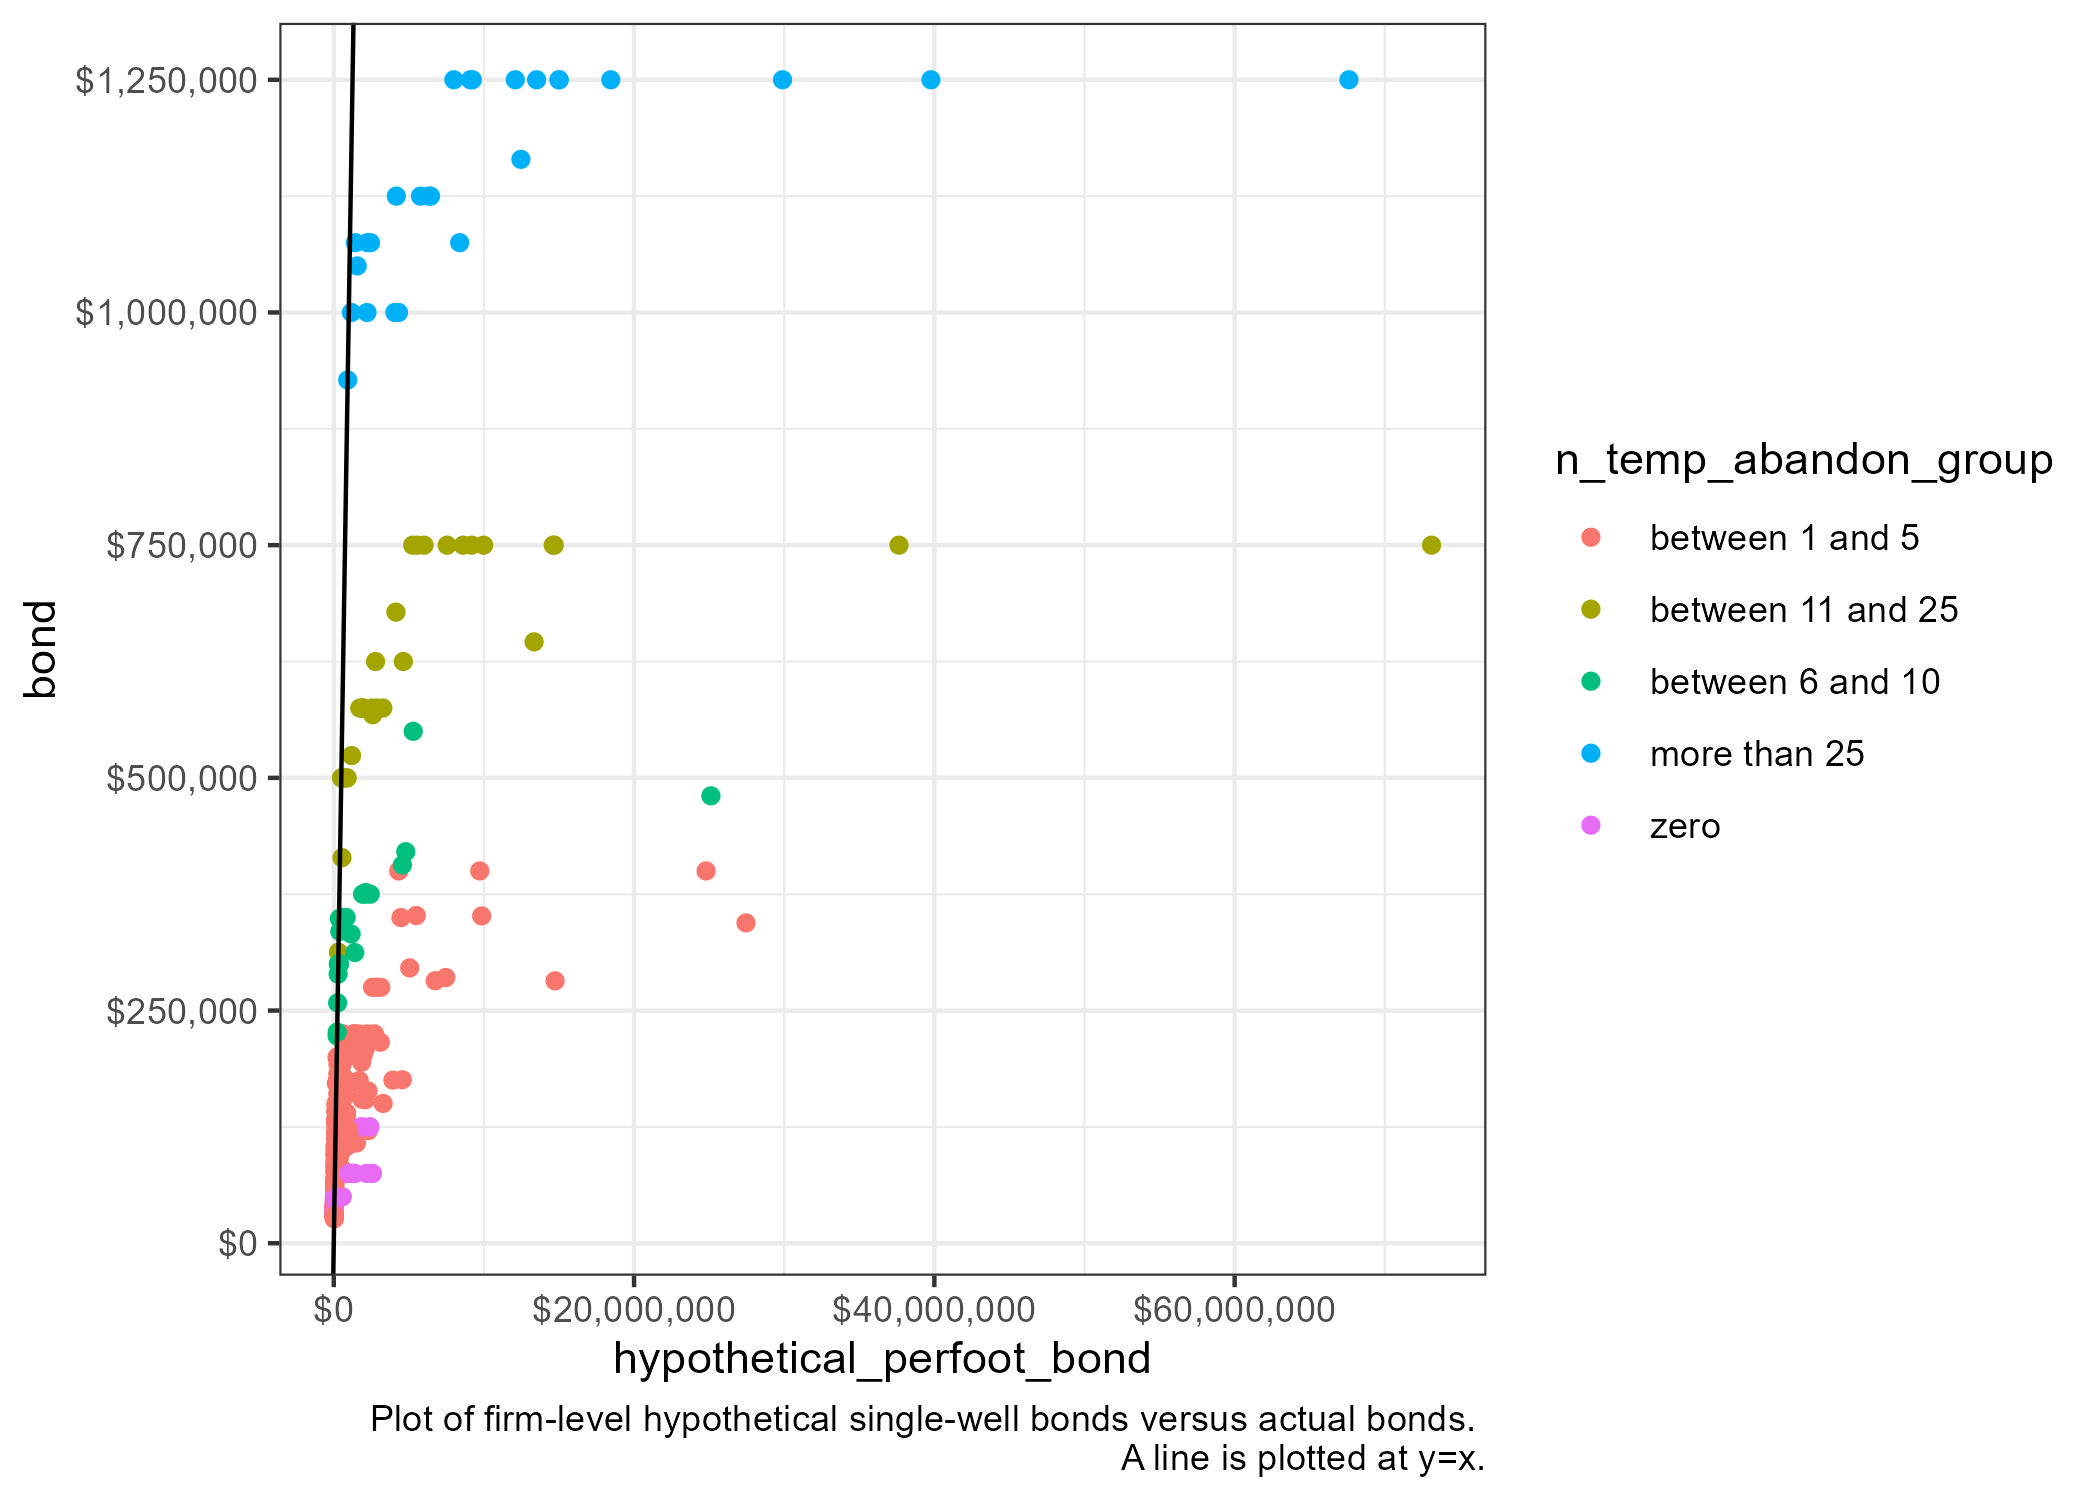 $1,250,000
$1,000,000
$750,000
$500,000
$250,000
$0
bond
$0
$20,000,000
$40,000,000
$60,000,000
hypothetical_perfoot_bond
Plot of firm-level hypothetical single-well bonds versus actual bonds.
A line is plotted at y=x.
n_temp_abandon_group
between 1 and 5
between 11 and 25
between 6 and 10
more than 25
zero